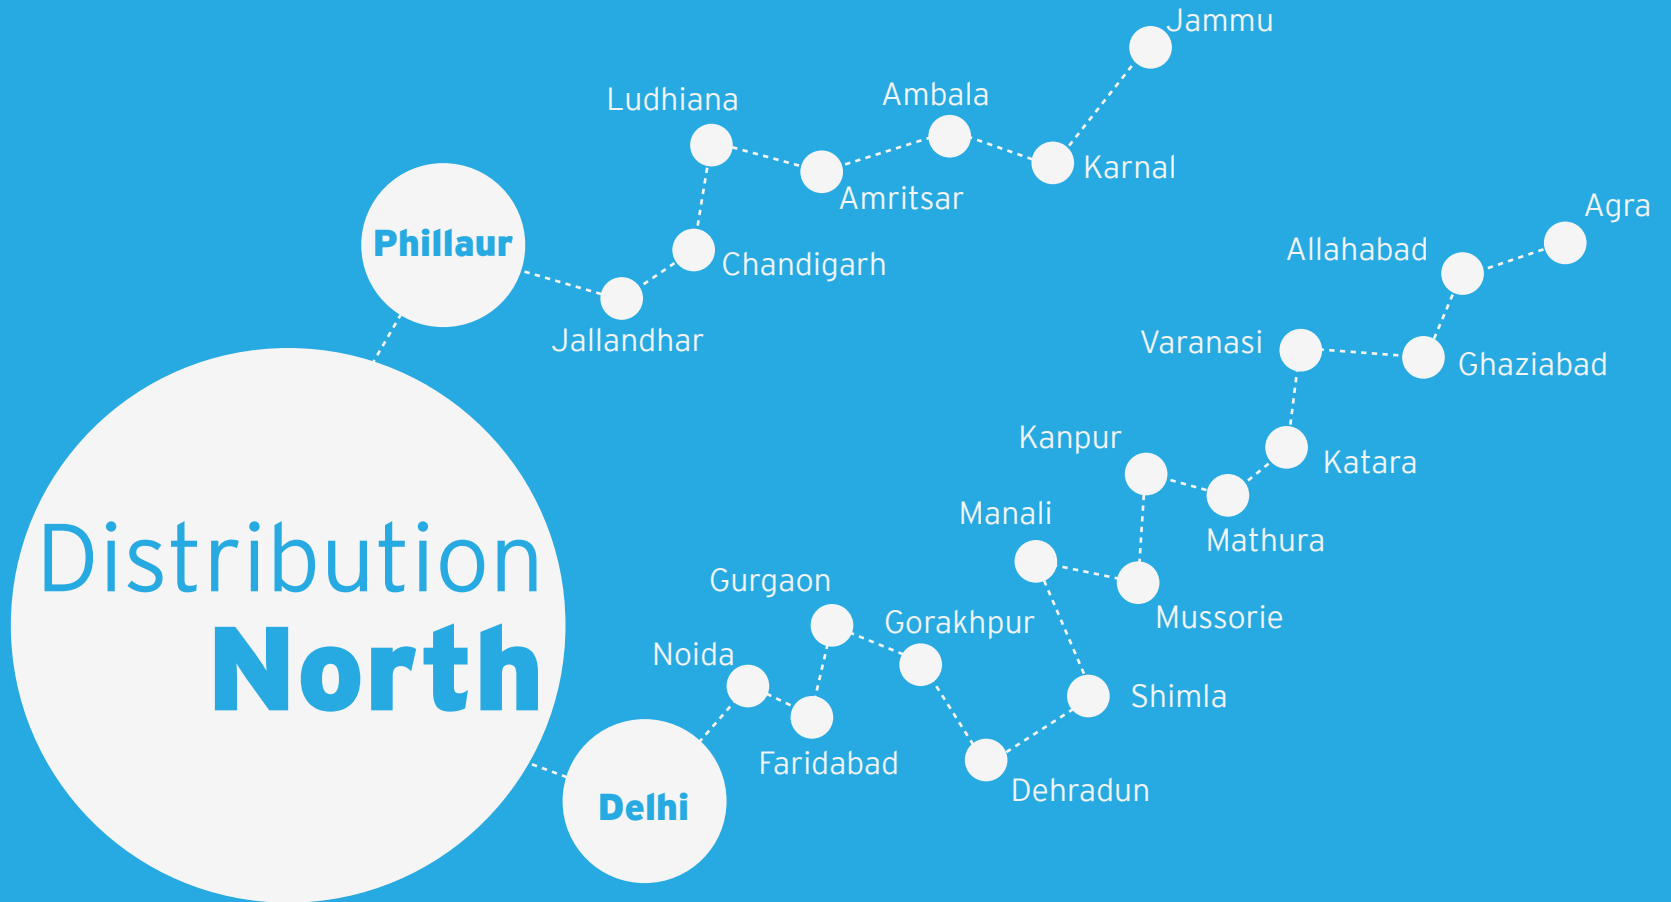 Jammu
Ludhiana
Ambala
Karnal
Amritsar
Agra
Phillaur
Chandigarh
Allahabad
Jallandhar
Varanasi
Ghaziabad
Kanpur
Katara
Manali
Mathura
Distribution
North
Gurgaon
Gorakhpur
Mussorie
Noida
Shimla
Faridabad
Dehradun
Delhi